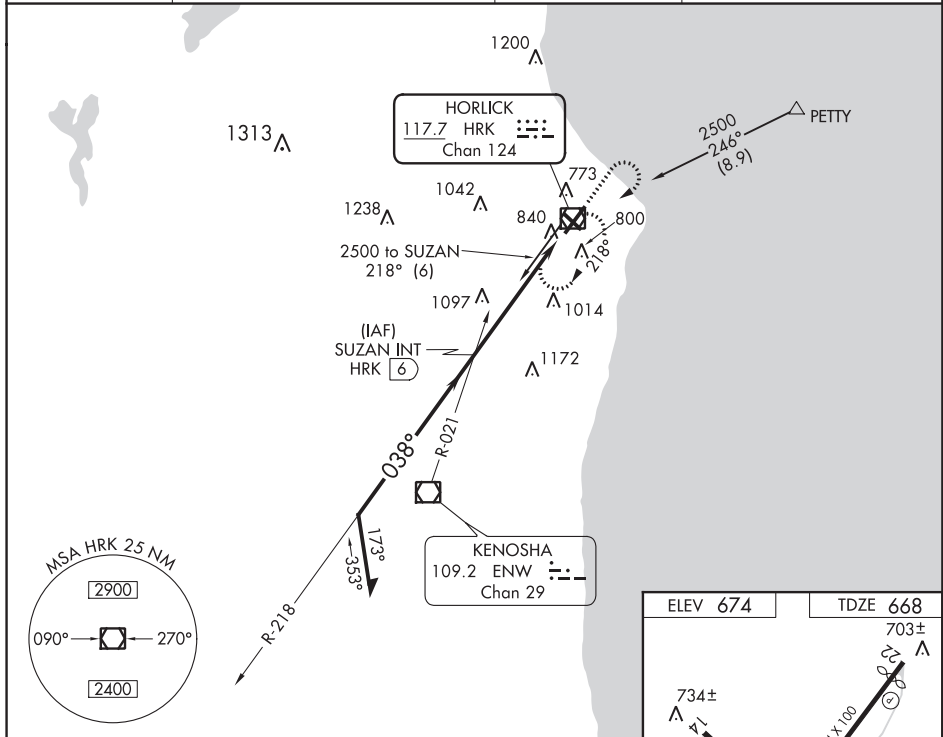 1200
HORLICK
117.7 HRK
Chan 124
2500
246°
(8.9)
PETTY
1313
773
1042
1238
840
800
2500 to SUZAN
218° (6)
218°
1097
1014
(IAF)
SUZAN INT
HRK 6
1172
R-021
038°
173°
353°
KENOSHA
109.2 ENW
Chan 29
R-218
MSA HRK 25 NM
2900
090° 270°
2400
ELEV 674
TDZE 668
703±
22
P
734±
14
X 100